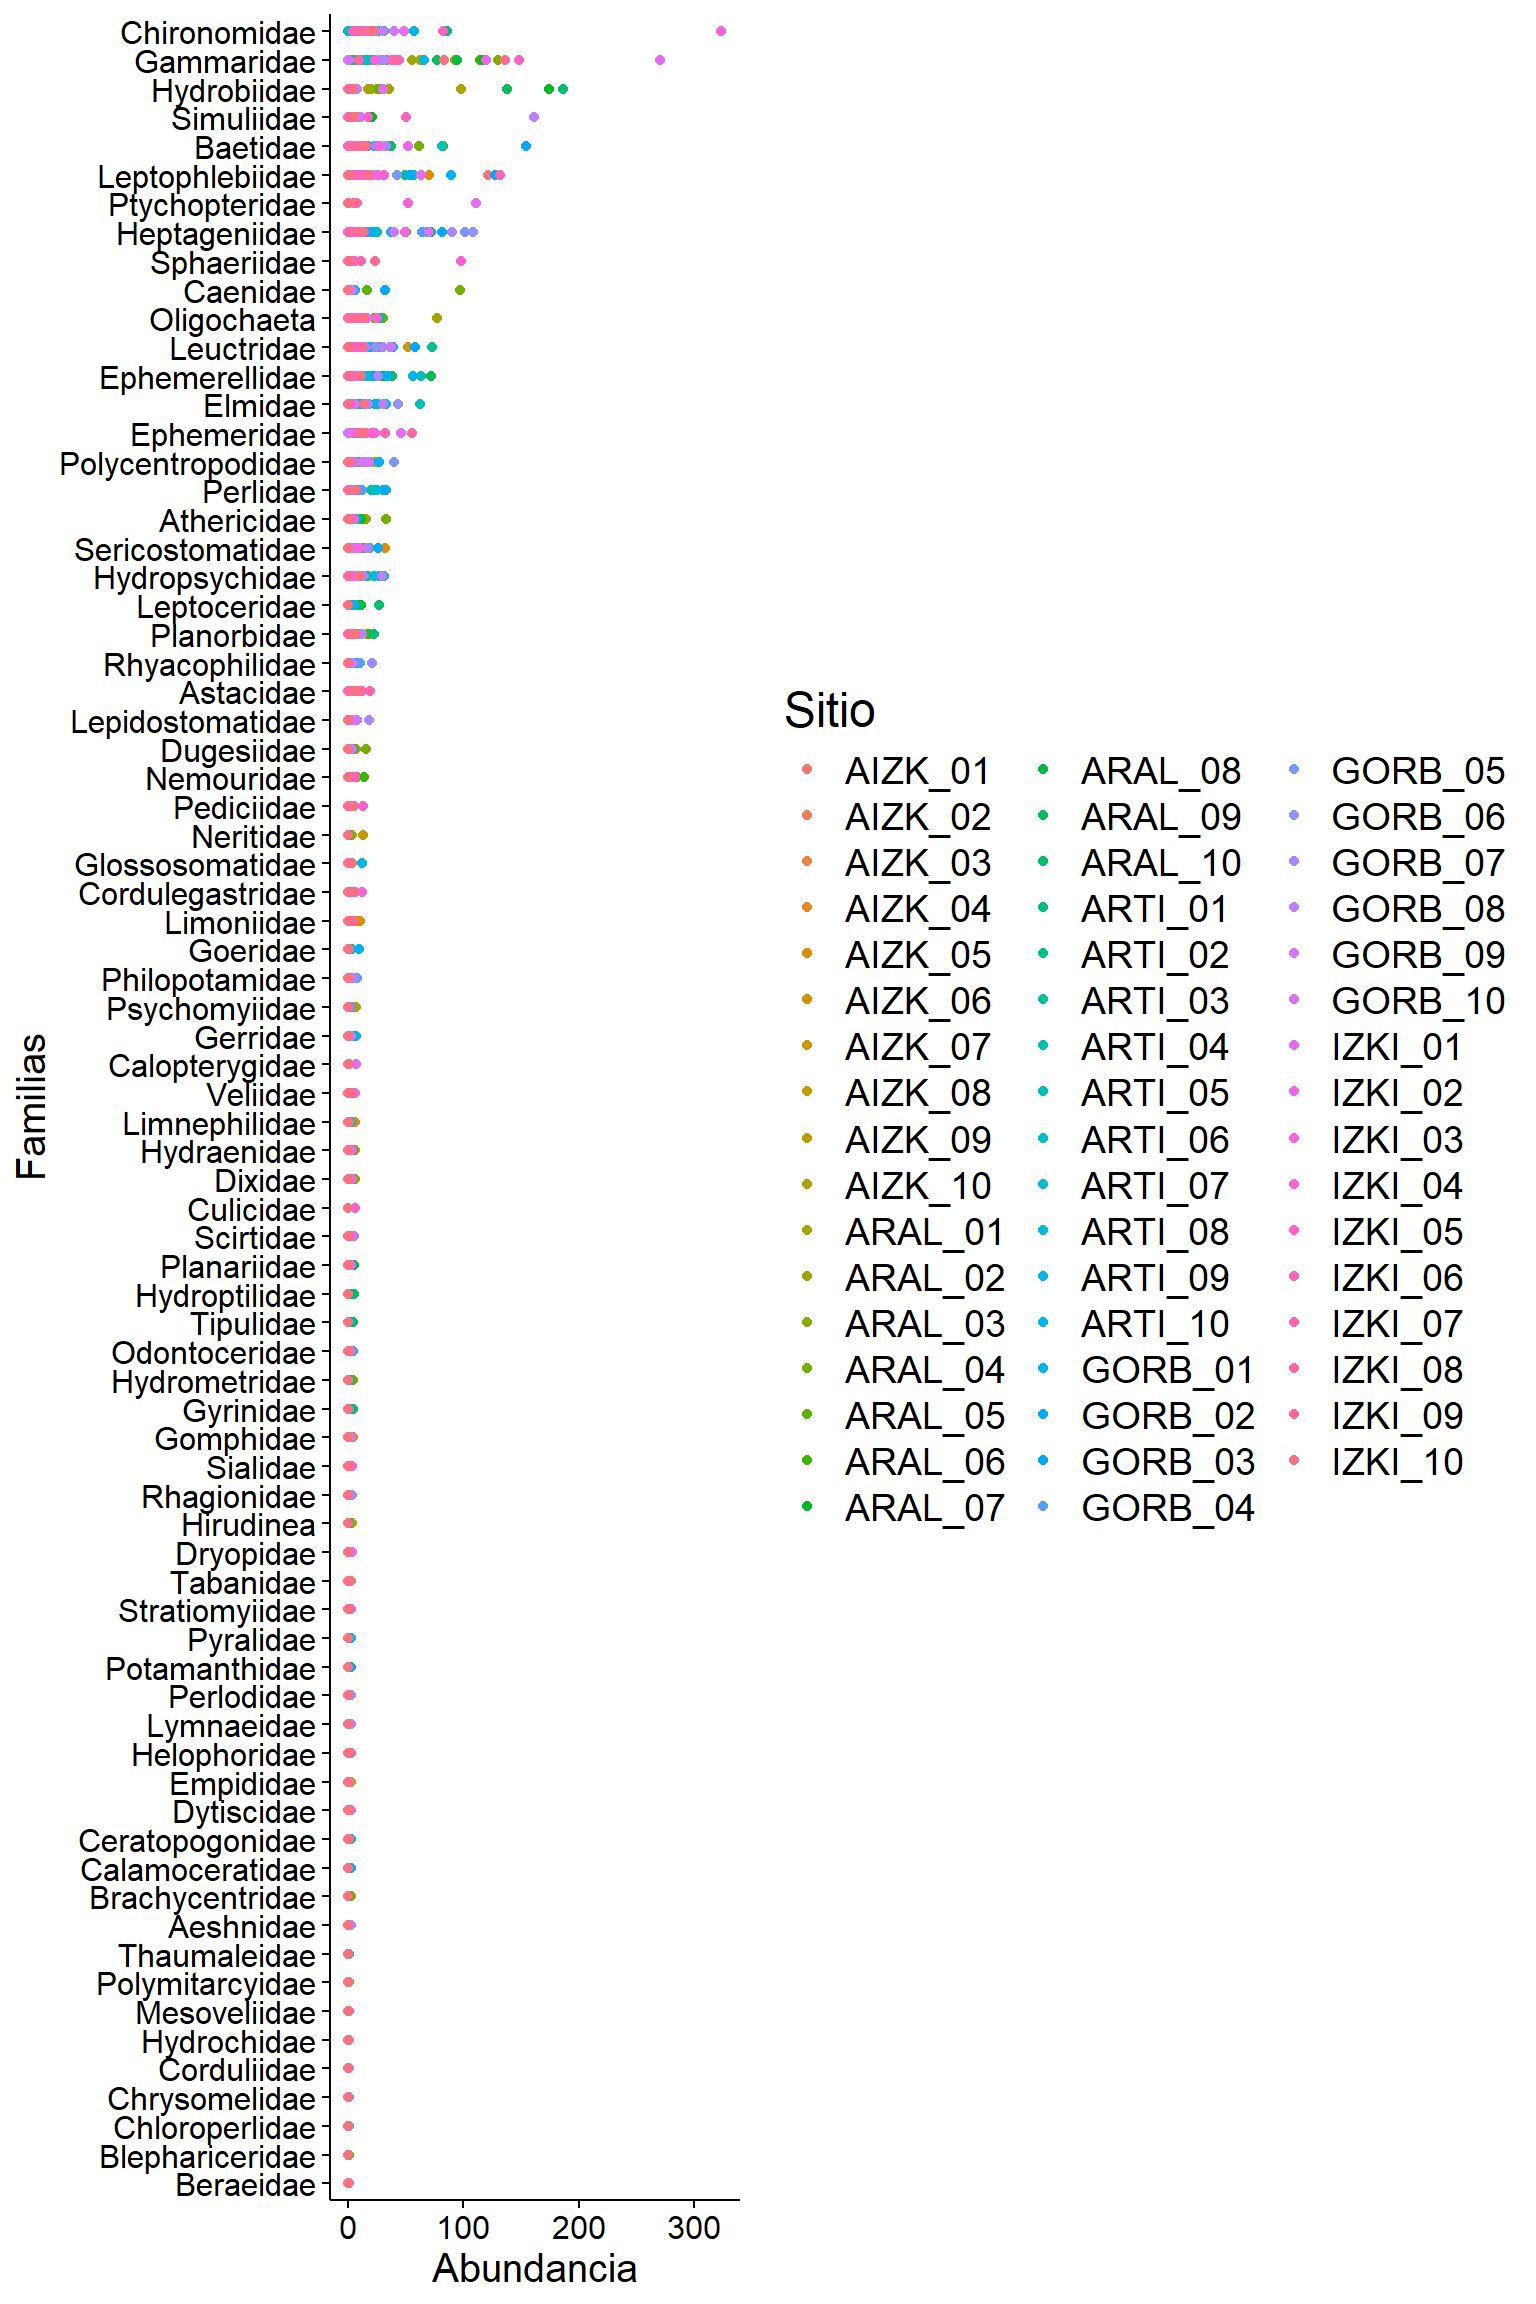 Chironomidae
Gammaridae
Hydrobiidae
Simuliidae
Baetidae
Leptophlebiidae
Ptychopteridae
Heptageniidae
Sphaeriidae
Caenidae
Oligochaeta
Leuctridae
Ephemerellidae
Elmidae
Ephemeridae
Polycentropodidae
Perlidae
Athericidae
Sericostomatidae
Hydropsychidae
Leptoceridae
Planorbidae
Rhyacophilidae
Astacidae
Lepidostomatidae
Dugesiidae
Nemouridae
Pediciidae
Neritidae
Glossosomatidae
Cordulegastridae
Limoniidae
Goeridae
Philopotamidae
Psychomyiidae
Gerridae
Calopterygidae
Veliidae
Limnephilidae
Hydraenidae
Dixidae
Culicidae
Scirtidae
Planariidae
Hydroptilidae
Tipulidae
Odontoceridae
Hydrometridae
Gyrinidae
Gomphidae
Sialidae
Rhagionidae
Hirudinea
Dryopidae
Tabanidae
Stratiomyiidae
Pyralidae
Potamanthidae
Perlodidae
Lymnaeidae
Helophoridae
Empididae
Dytiscidae
Ceratopogonidae
Calamoceratidae
Brachycentridae
Aeshnidae
Thaumaleidae
Polymitarcyidae
Mesoveliidae
Hydrochidae
Corduliidae
Chrysomelidae
Chloroperlidae
Blephariceridae
Beraeidae
Familias
0 100 200 300
Abundancia
Sitio
AIZK_01
AIZK_02
AIZK_03
AIZK_04
AIZK_05
AIZK_06
AIZK_07
AIZK_08
AIZK_09
AIZK_10
ARAL_01
ARAL_02
ARAL_03
ARAL_04
ARAL_05
ARAL_06
ARAL_07
ARAL_08
ARAL_09
ARAL_10
ARTI_01
ARTI_02
ARTI_03
ARTI_04
ARTI_05
ARTI_06
ARTI_07
ARTI_08
ARTI_09
ARTI_10
GORB_01
GORB_02
GORB_03
GORB_04
GORB_05
GORB_06
GORB_07
GORB_08
GORB_09
GORB_10
IZKI_01
IZKI_02
IZKI_03
IZKI_04
IZKI_05
IZKI_06
IZKI_07
IZKI_08
IZKI_09
IZKI_10